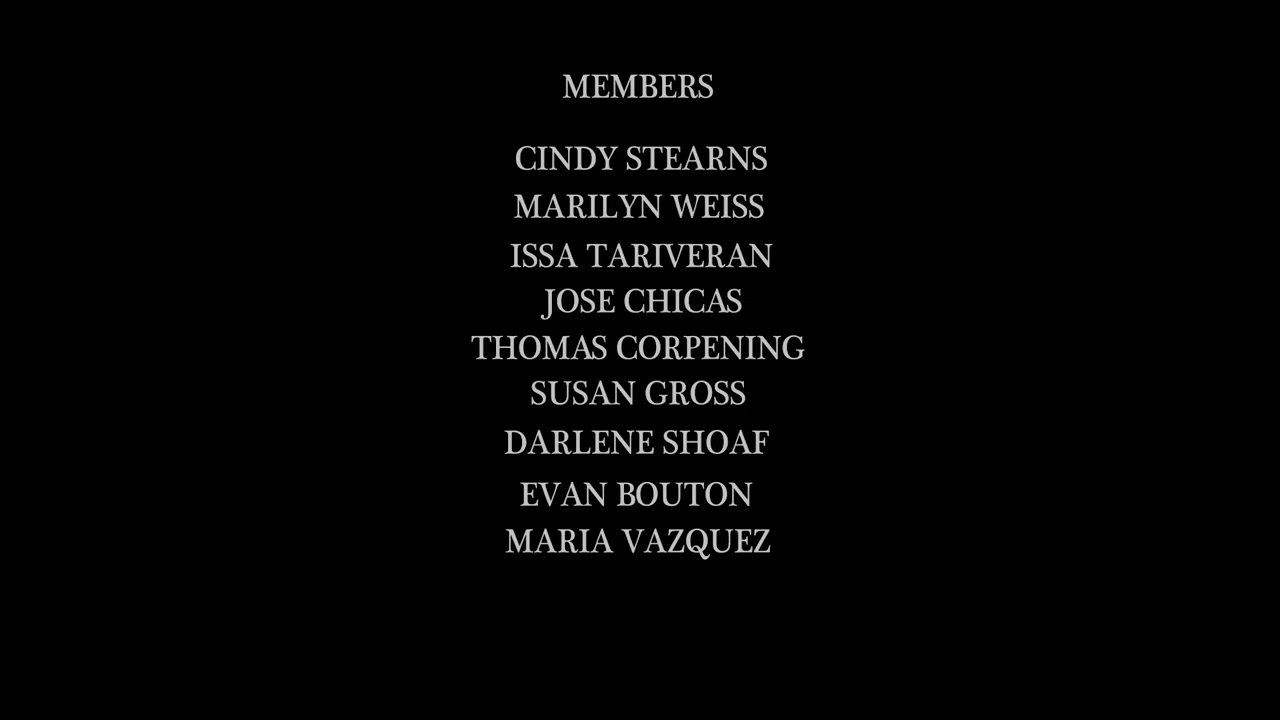 MEMBERS
CINDY STEARNS
MARILYN WEISS
ISSA TARIVERAN
JOSE CHICAS
THOMAS CORPENING
SUSAN GROSS
DARLENE SHOAF
EVAN BOUTON
MARIA VAZQUEZ